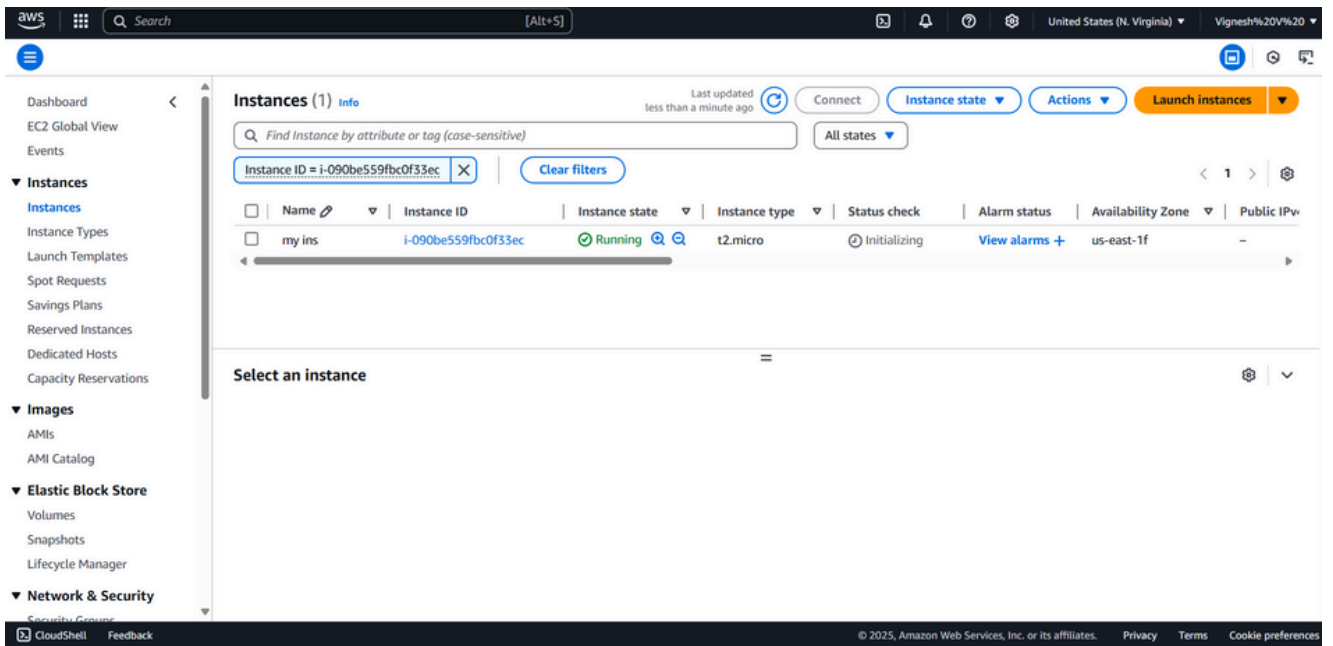 aws Search [Alt+S] United States (N. Virginia) Vignesh%20V%20
Dashboard
EC2 Global View
Events
Instances
Instances
Instance Types
Launch Templates
Spot Requests
Savings Plans
Reserved Instances
Dedicated Hosts
Capacity Reservations
Images
AMIs
AMI Catalog
Elastic Block Store
Volumes
Snapshots
Lifecycle Manager
Network & Security
Security Groups
Instances (1) Info
Last updated
less than a minute ago
Connect Instance state Actions Launch instances
Find Instance by attribute or tag (case-sensitive) All states
Instance ID = i-090be559fbc0f33ec Clear filters
1
Name Instance ID Instance state Instance type Status check Alarm status Availability Zone Public IPv
my ins i-090be559fbc0f33ec Running t2.micro Initializing View alarms + us-east-1f –
Select an instance
CloudShell Feedback © 2025, Amazon Web Services, Inc. or its affiliates. Privacy Terms Cookie preferences